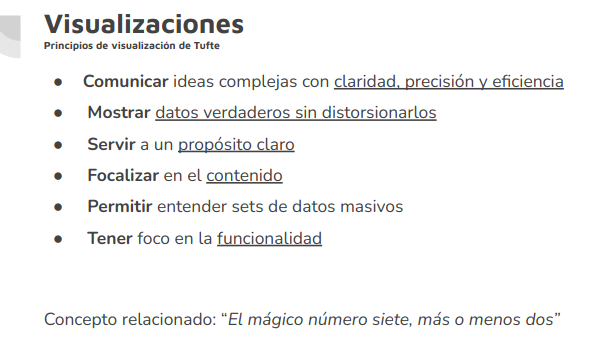 Visualizaciones
Principios de visualización de Tufte
● Comunicar ideas complejas con claridad, precisión y eficiencia
● Mostrar datos verdaderos sin distorsionarlos
● Servir a un propósito claro
● Focalizar en el contenido
● Permitir entender sets de datos masivos
● Tener foco en la funcionalidad
Concepto relacionado: “El mágico número siete, más o menos dos”